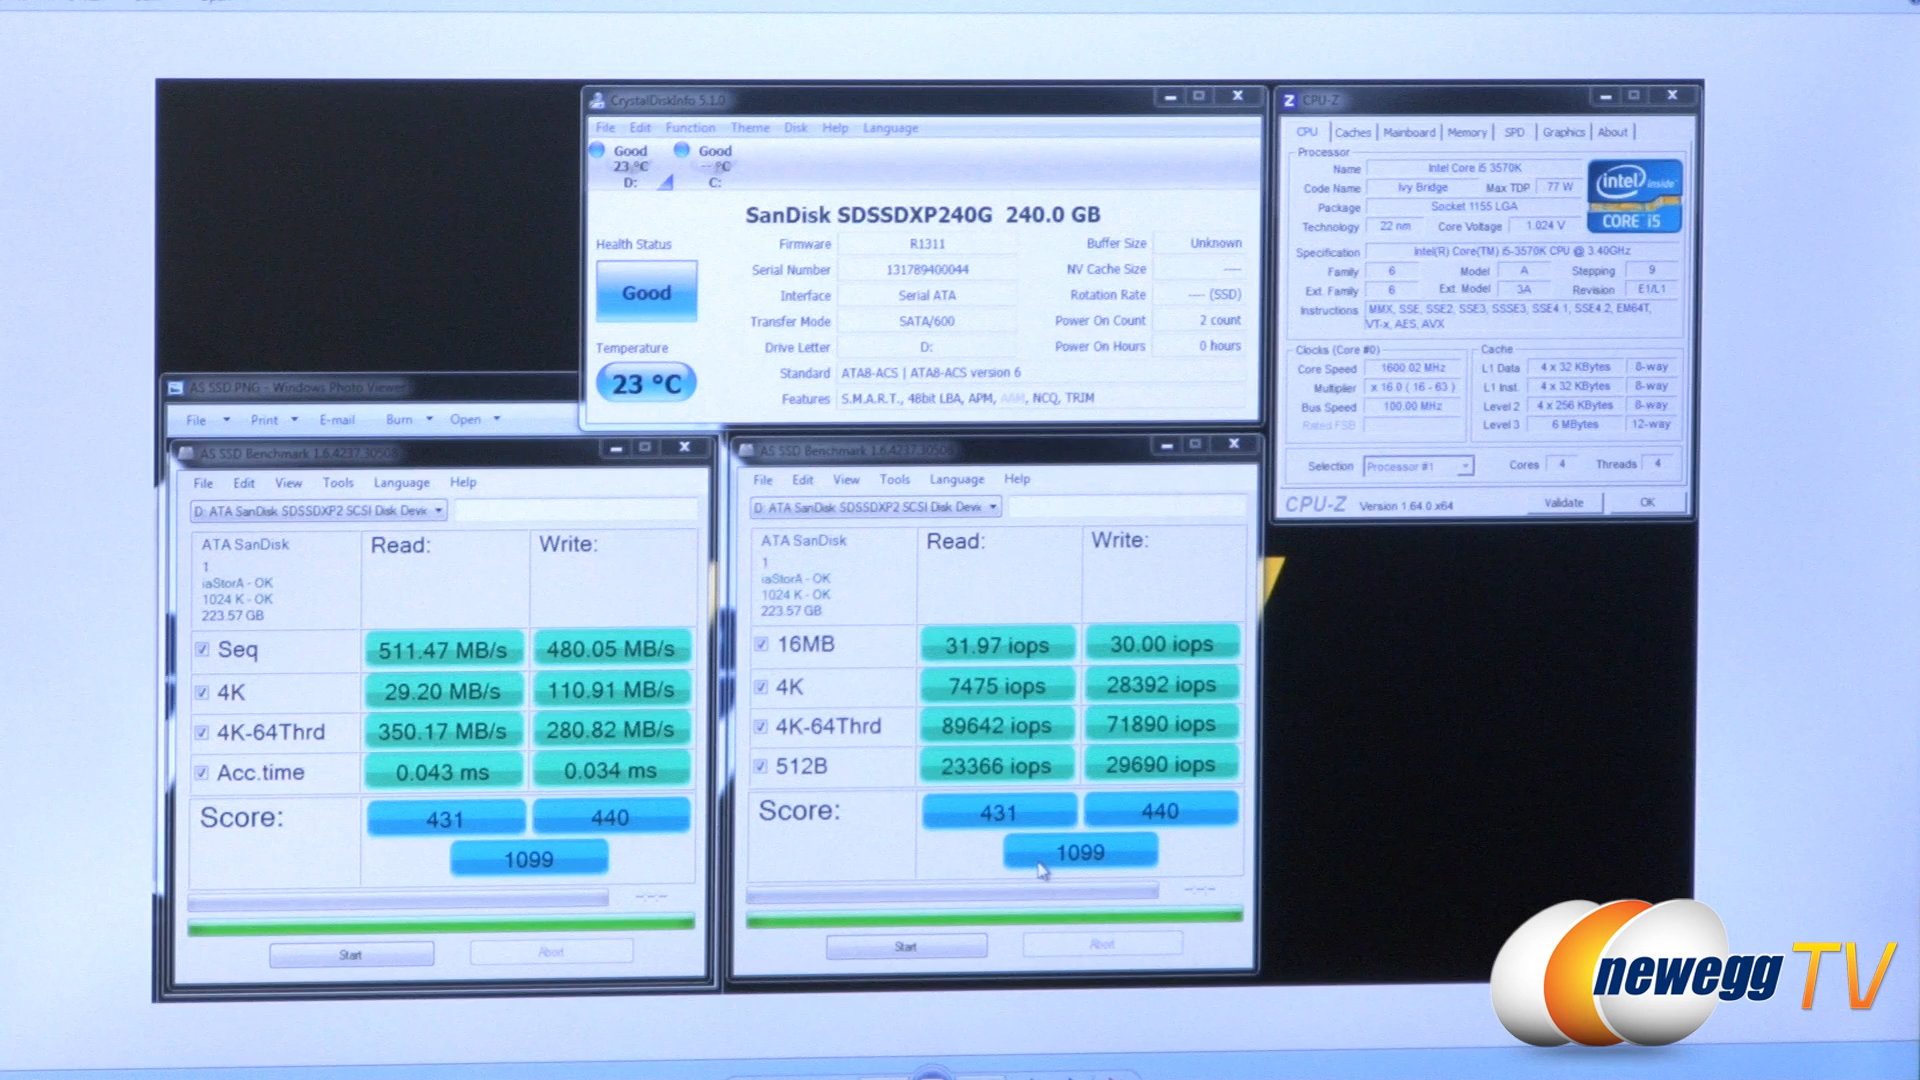 CrystalDiskInfo 5.1.0
File Edit Function Theme Disk Help Language
Good Good
23 °C -- °C
D: C:
SanDisk SDSSDXP240G 240.0 GB
Health Status
Good
Temperature
23 °C
Firmware R1311
Serial Number 131789400044
Interface Serial ATA
Transfer Mode SATA/600
Drive Letter D:
Standard ATA8-ACS | ATA8-ACS version 6
Features S.M.A.R.T., 48bit LBA, APM, AAM, NCQ, TRIM
Buffer Size Unknown
NV Cache Size ----
Rotation Rate ---- (SSD)
Power On Count 2 count
Power On Hours 0 hours
CPU-Z
CPU Caches Mainboard Memory SPD Graphics About
Processor
Name Intel Core i5 3570K
Code Name Ivy Bridge Max TDP 77 W
Package Socket 1155 LGA
Technology 22 nm Core Voltage 1.024 V
intel inside
CORE i5
Specification Intel(R) Core(TM) i5-3570K CPU @ 3.40GHz
Family 6 Model A Stepping 9
Ext. Family 6 Ext. Model 3A Revision E1/L1
Instructions MMX, SSE, SSE2, SSE3, SSSE3, SSE4.1, SSE4.2, EM64T,
VT-x, AES, AVX
Clocks (Core #0)
Core Speed 1600.02 MHz
Multiplier x 16.0 ( 16 - 63 )
Bus Speed 100.00 MHz
Rated FSB
Cache
L1 Data 4 x 32 KBytes 8-way
L1 Inst. 4 x 32 KBytes 8-way
Level 2 4 x 256 KBytes 8-way
Level 3 6 MBytes 12-way
Selection Processor #1 Cores 4 Threads 4
CPU-Z Version 1.64.0 x64 Validate OK
AS SSD.PNG - Windows Photo Viewer
File Print E-mail Burn Open
AS SSD Benchmark 1.6.4237.30508
File Edit View Tools Language Help
D: ATA SanDisk SDSSDXP2 SCSI Disk Device
ATA SanDisk Read: Write:
1
iaStorA - OK
1024 K - OK
223.57 GB
Seq 511.47 MB/s 480.05 MB/s
4K 29.20 MB/s 110.91 MB/s
4K-64Thrd 350.17 MB/s 280.82 MB/s
Acc.time 0.043 ms 0.034 ms
Score: 431 440
1099
--:--:--
Start Abort
AS SSD Benchmark 1.6.4237.30508
File Edit View Tools Language Help
D: ATA SanDisk SDSSDXP2 SCSI Disk Device
ATA SanDisk Read: Write:
1
iaStorA - OK
1024 K - OK
223.57 GB
16MB 31.97 iops 30.00 iops
4K 7475 iops 28392 iops
4K-64Thrd 89642 iops 71890 iops
512B 23366 iops 29690 iops
Score: 431 440
1099
--:--:--
Start Abort
newegg TV